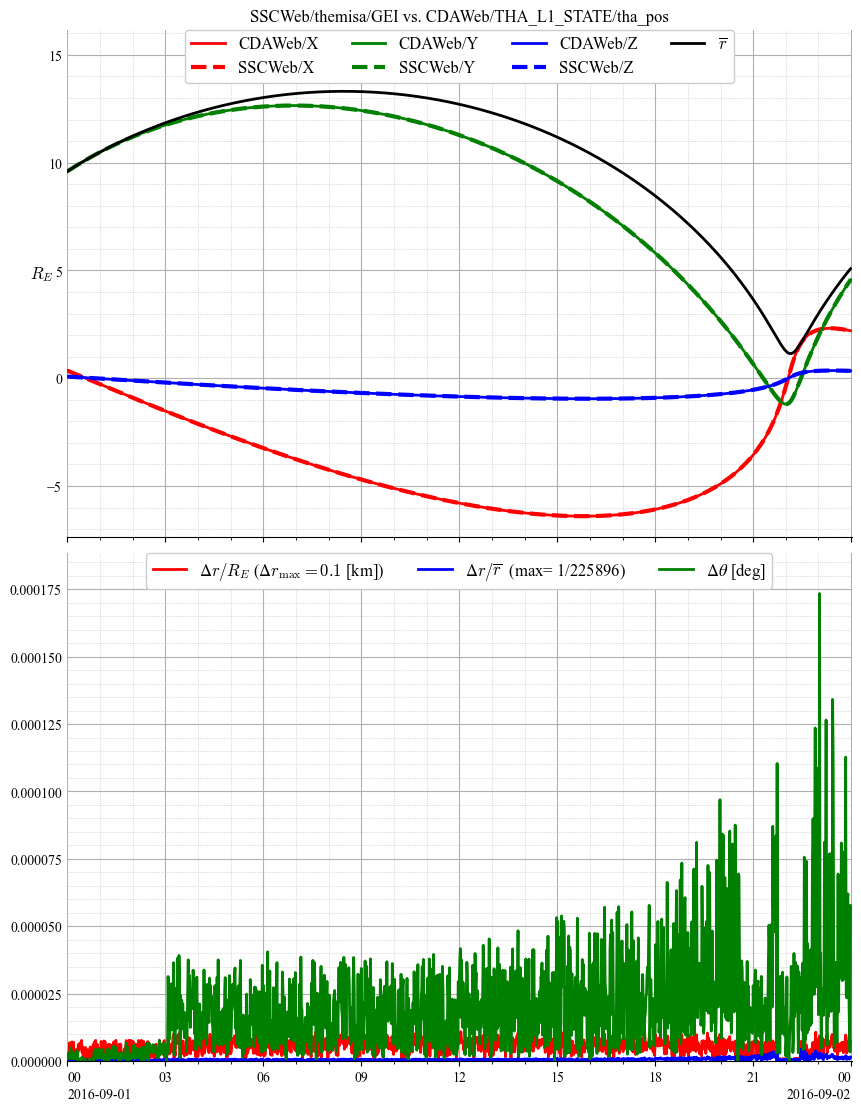 SSCWeb/themisa/GEI vs. CDAWeb/THA_L1_STATE/tha_pos
CDAWeb/X CDAWeb/Y CDAWeb/Z r̅
SSCWeb/X SSCWeb/Y SSCWeb/Z
15
10
R_E 5
0
−5
Δr/R_E (Δr_max = 0.1 [km]) Δr/r̅ (max= 1/225896) Δθ [deg]
0.000175
0.000150
0.000125
0.000100
0.000075
0.000050
0.000025
0.000000
00 03 06 09 12 15 18 21 00
2016-09-01 2016-09-02